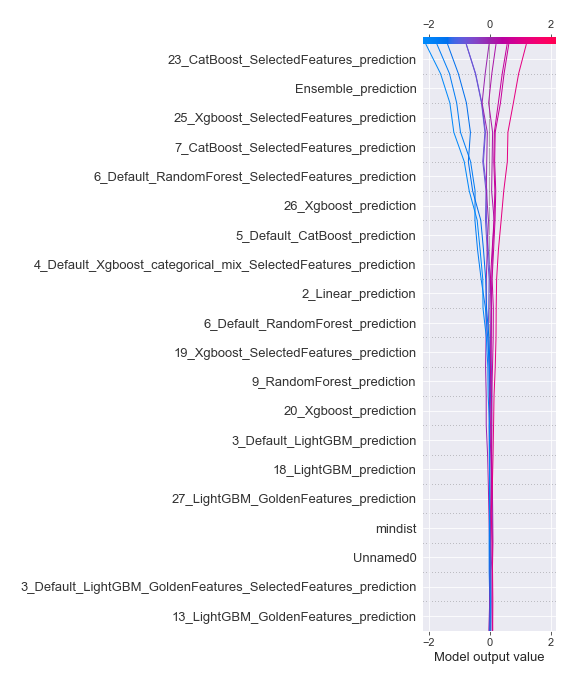 −2 0 2
23_CatBoost_SelectedFeatures_prediction
Ensemble_prediction
25_Xgboost_SelectedFeatures_prediction
7_CatBoost_SelectedFeatures_prediction
6_Default_RandomForest_SelectedFeatures_prediction
26_Xgboost_prediction
5_Default_CatBoost_prediction
4_Default_Xgboost_categorical_mix_SelectedFeatures_prediction
2_Linear_prediction
6_Default_RandomForest_prediction
19_Xgboost_SelectedFeatures_prediction
9_RandomForest_prediction
20_Xgboost_prediction
3_Default_LightGBM_prediction
18_LightGBM_prediction
27_LightGBM_GoldenFeatures_prediction
mindist
Unnamed0
3_Default_LightGBM_GoldenFeatures_SelectedFeatures_prediction
13_LightGBM_GoldenFeatures_prediction
−2 0 2
Model output value